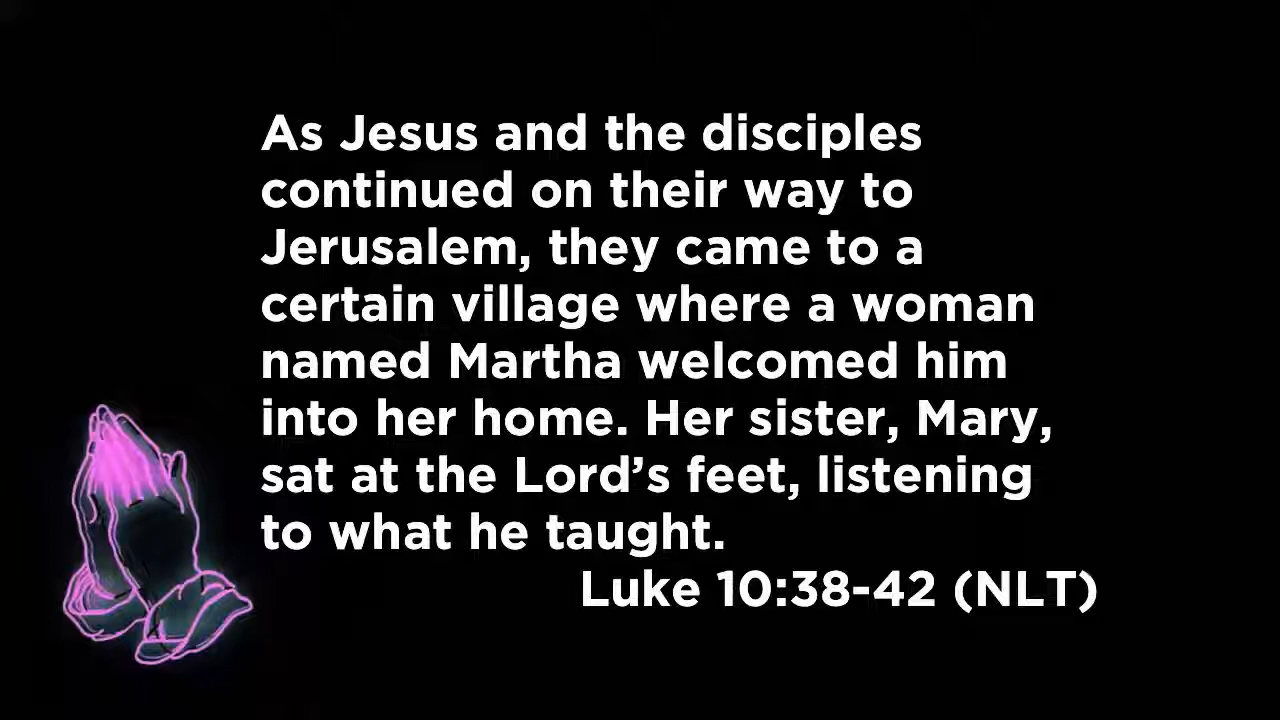 As Jesus and the disciples
continued on their way to
Jerusalem, they came to a
certain village where a woman
named Martha welcomed him
into her home. Her sister, Mary,
sat at the Lord’s feet, listening
to what he taught.
Luke 10:38-42 (NLT)